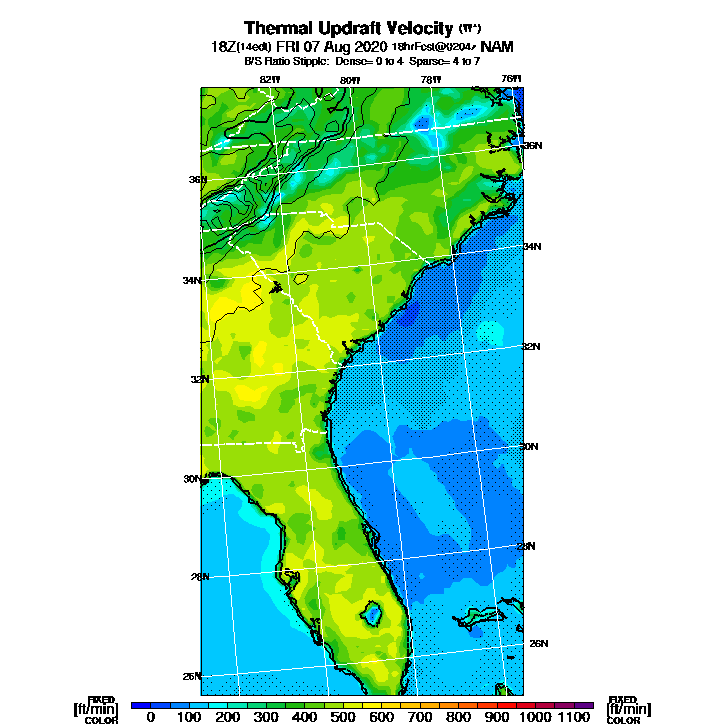 Thermal Updraft Velocity (W*)
18Z(14edt) FRI 07 Aug 2020 18hrFcst@0204z NAM
B/S Ratio Stipple: Dense= 0 to 4 Sparse= 4 to 7
82W 80W 78W 76W
36N
36N
34N
34N
32N
32N
30N
30N
28N
28N
26N
26N
FIXED FIXED
[ft/min] 0 100 200 300 400 500 600 700 800 900 1000 1100 [ft/min]
COLOR COLOR